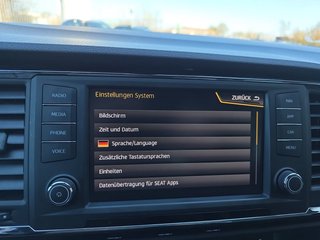 Einstellungen System
ZURÜCK
Bildschirm
Zeit und Datum
Sprache/Language
Zusätzliche Tastatursprachen
Einheiten
Datenübertragung für SEAT Apps
RADIO
MEDIA
PHONE
VOICE
NAV
CAR
MENU